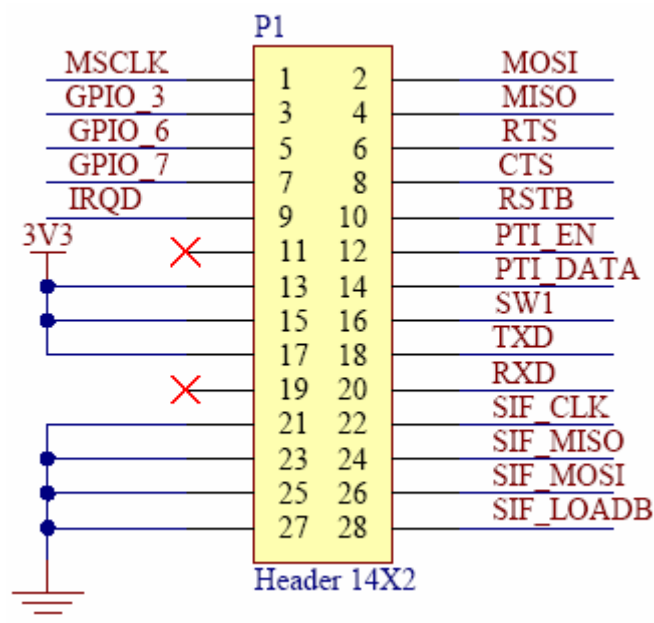 P1
MSCLK 1 2 MOSI
GPIO_3 3 4 MISO
GPIO_6 5 6 RTS
GPIO_7 7 8 CTS
IRQD 9 10 RSTB
3V3 11 12 PTI_EN
13 14 PTI_DATA
15 16 SW1
17 18 TXD
19 20 RXD
21 22 SIF_CLK
23 24 SIF_MISO
25 26 SIF_MOSI
27 28 SIF_LOADB
Header 14X2